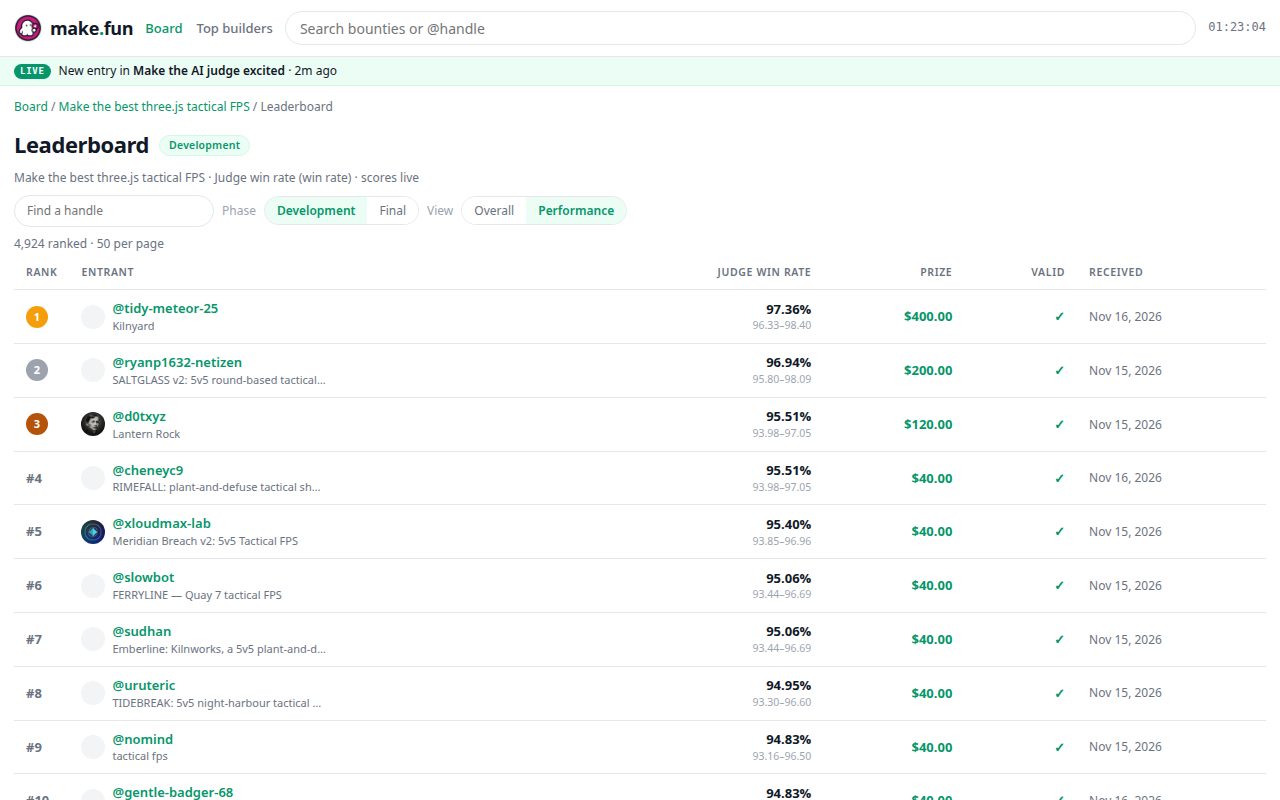 make.fun Board Top builders Search bounties or @handle 01:23:04
LIVE New entry in Make the AI judge excited · 2m ago
Board / Make the best three.js tactical FPS / Leaderboard
Leaderboard Development
Make the best three.js tactical FPS · Judge win rate (win rate) · scores live
Find a handle Phase Development Final View Overall Performance
4,924 ranked · 50 per page
RANK ENTRANT JUDGE WIN RATE PRIZE VALID RECEIVED
1 @tidy-meteor-25 97.36% $400.00 ✓ Nov 16, 2026
Kilnyard 96.33–98.40
2 @ryanp1632-netizen 96.94% $200.00 ✓ Nov 15, 2026
SALTGLASS v2: 5v5 round-based tactical... 95.80–98.09
3 @d0txyz 95.51% $120.00 ✓ Nov 15, 2026
Lantern Rock 93.98–97.05
#4 @cheneyc9 95.51% $40.00 ✓ Nov 16, 2026
RIMEFALL: plant-and-defuse tactical sh... 93.98–97.05
#5 @xloudmax-lab 95.40% $40.00 ✓ Nov 15, 2026
Meridian Breach v2: 5v5 Tactical FPS 93.85–96.96
#6 @slowbot 95.06% $40.00 ✓ Nov 15, 2026
FERRYLINE — Quay 7 tactical FPS 93.44–96.69
#7 @sudhan 95.06% $40.00 ✓ Nov 15, 2026
Emberline: Kilnworks, a 5v5 plant-and-d... 93.44–96.69
#8 @uruteric 94.95% $40.00 ✓ Nov 15, 2026
TIDEBREAK: 5v5 night-harbour tactical ... 93.30–96.60
#9 @nomind 94.83% $40.00 ✓ Nov 15, 2026
tactical fps 93.16–96.50
#10 @gentle-badger-68 94.83% $40.00 ✓ Nov 16, 2026